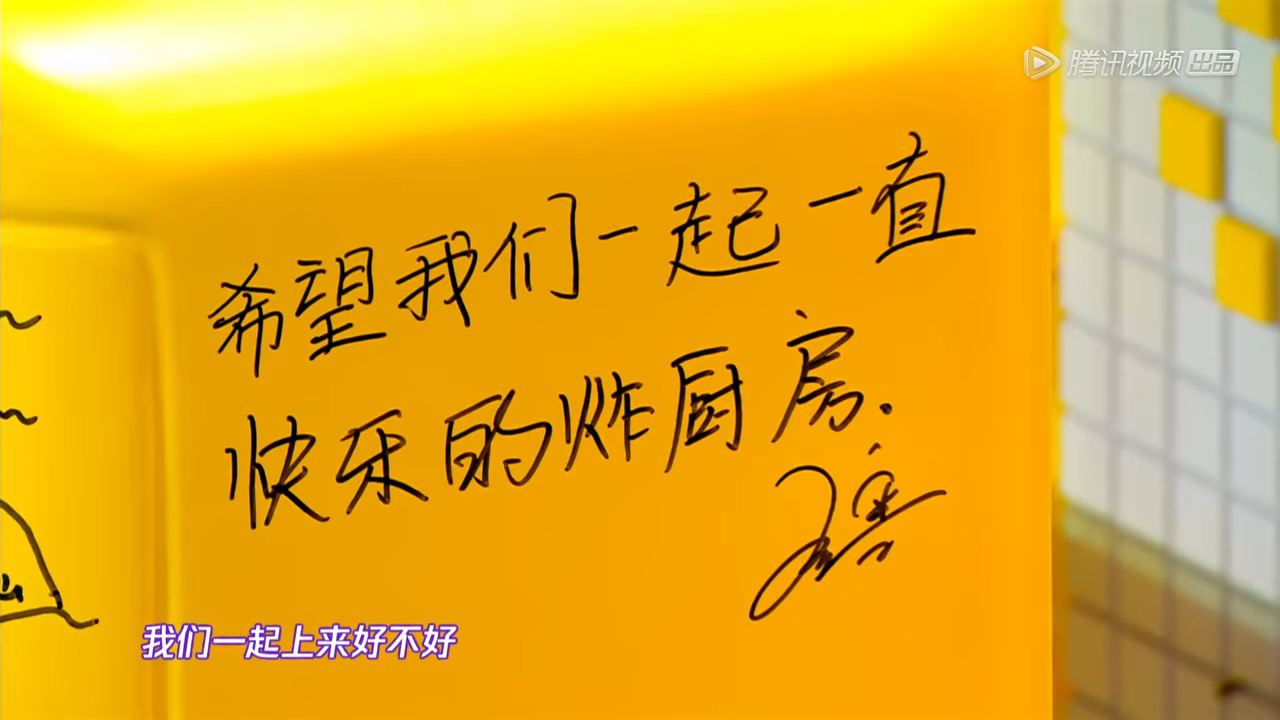 腾讯视频 出品
希望我们一起一直
快乐的炸厨房.
我们一起上来好不好